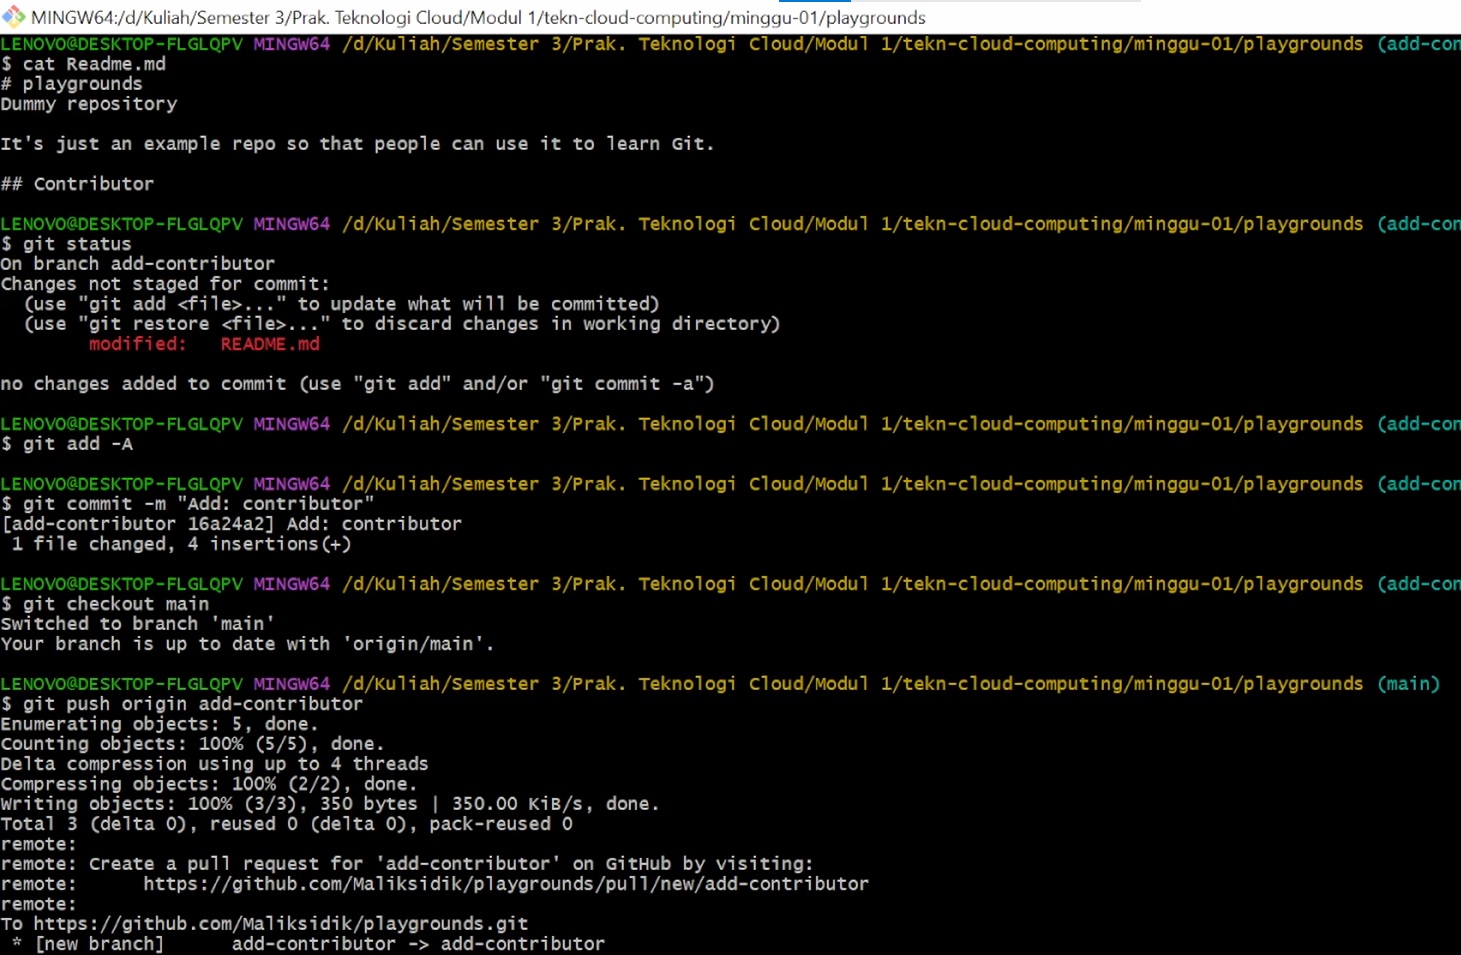 MINGW64:/d/Kuliah/Semester 3/Prak. Teknologi Cloud/Modul 1/tekn-cloud-computing/minggu-01/playgrounds
LENOVO@DESKTOP-FLGLQPV MINGW64 /d/Kuliah/Semester 3/Prak. Teknologi Cloud/Modul 1/tekn-cloud-computing/minggu-01/playgrounds (add-con
$ cat Readme.md
# playgrounds
Dummy repository
It's just an example repo so that people can use it to learn Git.
## Contributor
LENOVO@DESKTOP-FLGLQPV MINGW64 /d/Kuliah/Semester 3/Prak. Teknologi Cloud/Modul 1/tekn-cloud-computing/minggu-01/playgrounds (add-con
$ git status
On branch add-contributor
Changes not staged for commit:
  (use "git add <file>..." to update what will be committed)
  (use "git restore <file>..." to discard changes in working directory)
        modified:   README.md
no changes added to commit (use "git add" and/or "git commit -a")
LENOVO@DESKTOP-FLGLQPV MINGW64 /d/Kuliah/Semester 3/Prak. Teknologi Cloud/Modul 1/tekn-cloud-computing/minggu-01/playgrounds (add-con
$ git add -A
LENOVO@DESKTOP-FLGLQPV MINGW64 /d/Kuliah/Semester 3/Prak. Teknologi Cloud/Modul 1/tekn-cloud-computing/minggu-01/playgrounds (add-con
$ git commit -m "Add: contributor"
[add-contributor 16a24a2] Add: contributor
 1 file changed, 4 insertions(+)
LENOVO@DESKTOP-FLGLQPV MINGW64 /d/Kuliah/Semester 3/Prak. Teknologi Cloud/Modul 1/tekn-cloud-computing/minggu-01/playgrounds (add-con
$ git checkout main
Switched to branch 'main'
Your branch is up to date with 'origin/main'.
LENOVO@DESKTOP-FLGLQPV MINGW64 /d/Kuliah/Semester 3/Prak. Teknologi Cloud/Modul 1/tekn-cloud-computing/minggu-01/playgrounds (main)
$ git push origin add-contributor
Enumerating objects: 5, done.
Counting objects: 100% (5/5), done.
Delta compression using up to 4 threads
Compressing objects: 100% (2/2), done.
Writing objects: 100% (3/3), 350 bytes | 350.00 KiB/s, done.
Total 3 (delta 0), reused 0 (delta 0), pack-reused 0
remote:
remote: Create a pull request for 'add-contributor' on GitHub by visiting:
remote:      https://github.com/Maliksidik/playgrounds/pull/new/add-contributor
remote:
To https://github.com/Maliksidik/playgrounds.git
 * [new branch]      add-contributor -> add-contributor